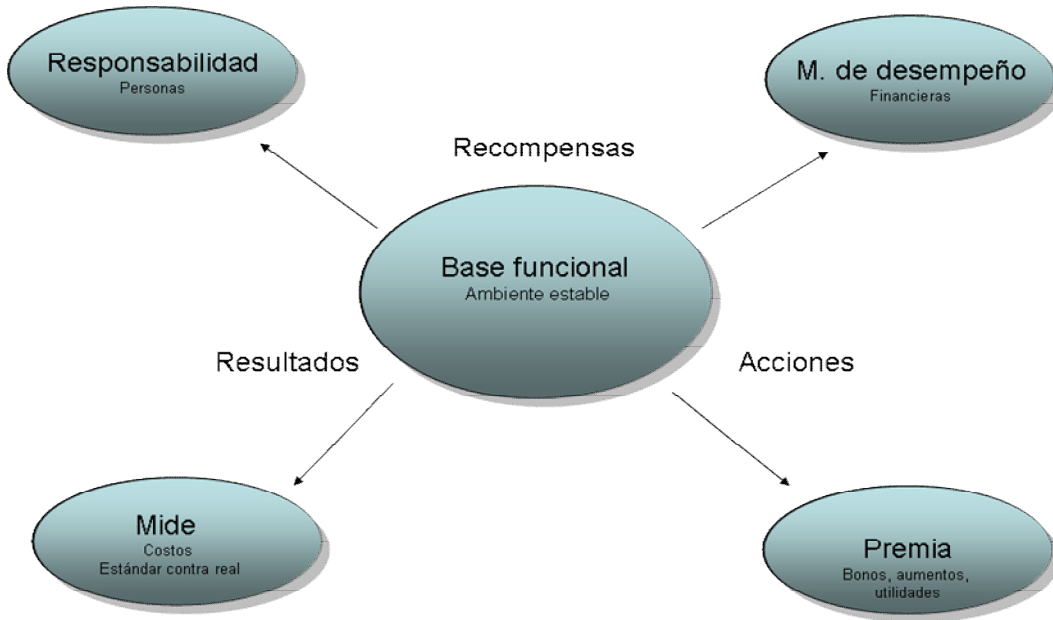 Responsabilidad
Personas
M. de desempeño
Financieras
Recompensas
Base funcional
Ambiente estable
Resultados
Acciones
Mide
Costos
Estándar contra real
Premia
Bonos, aumentos,
utilidades